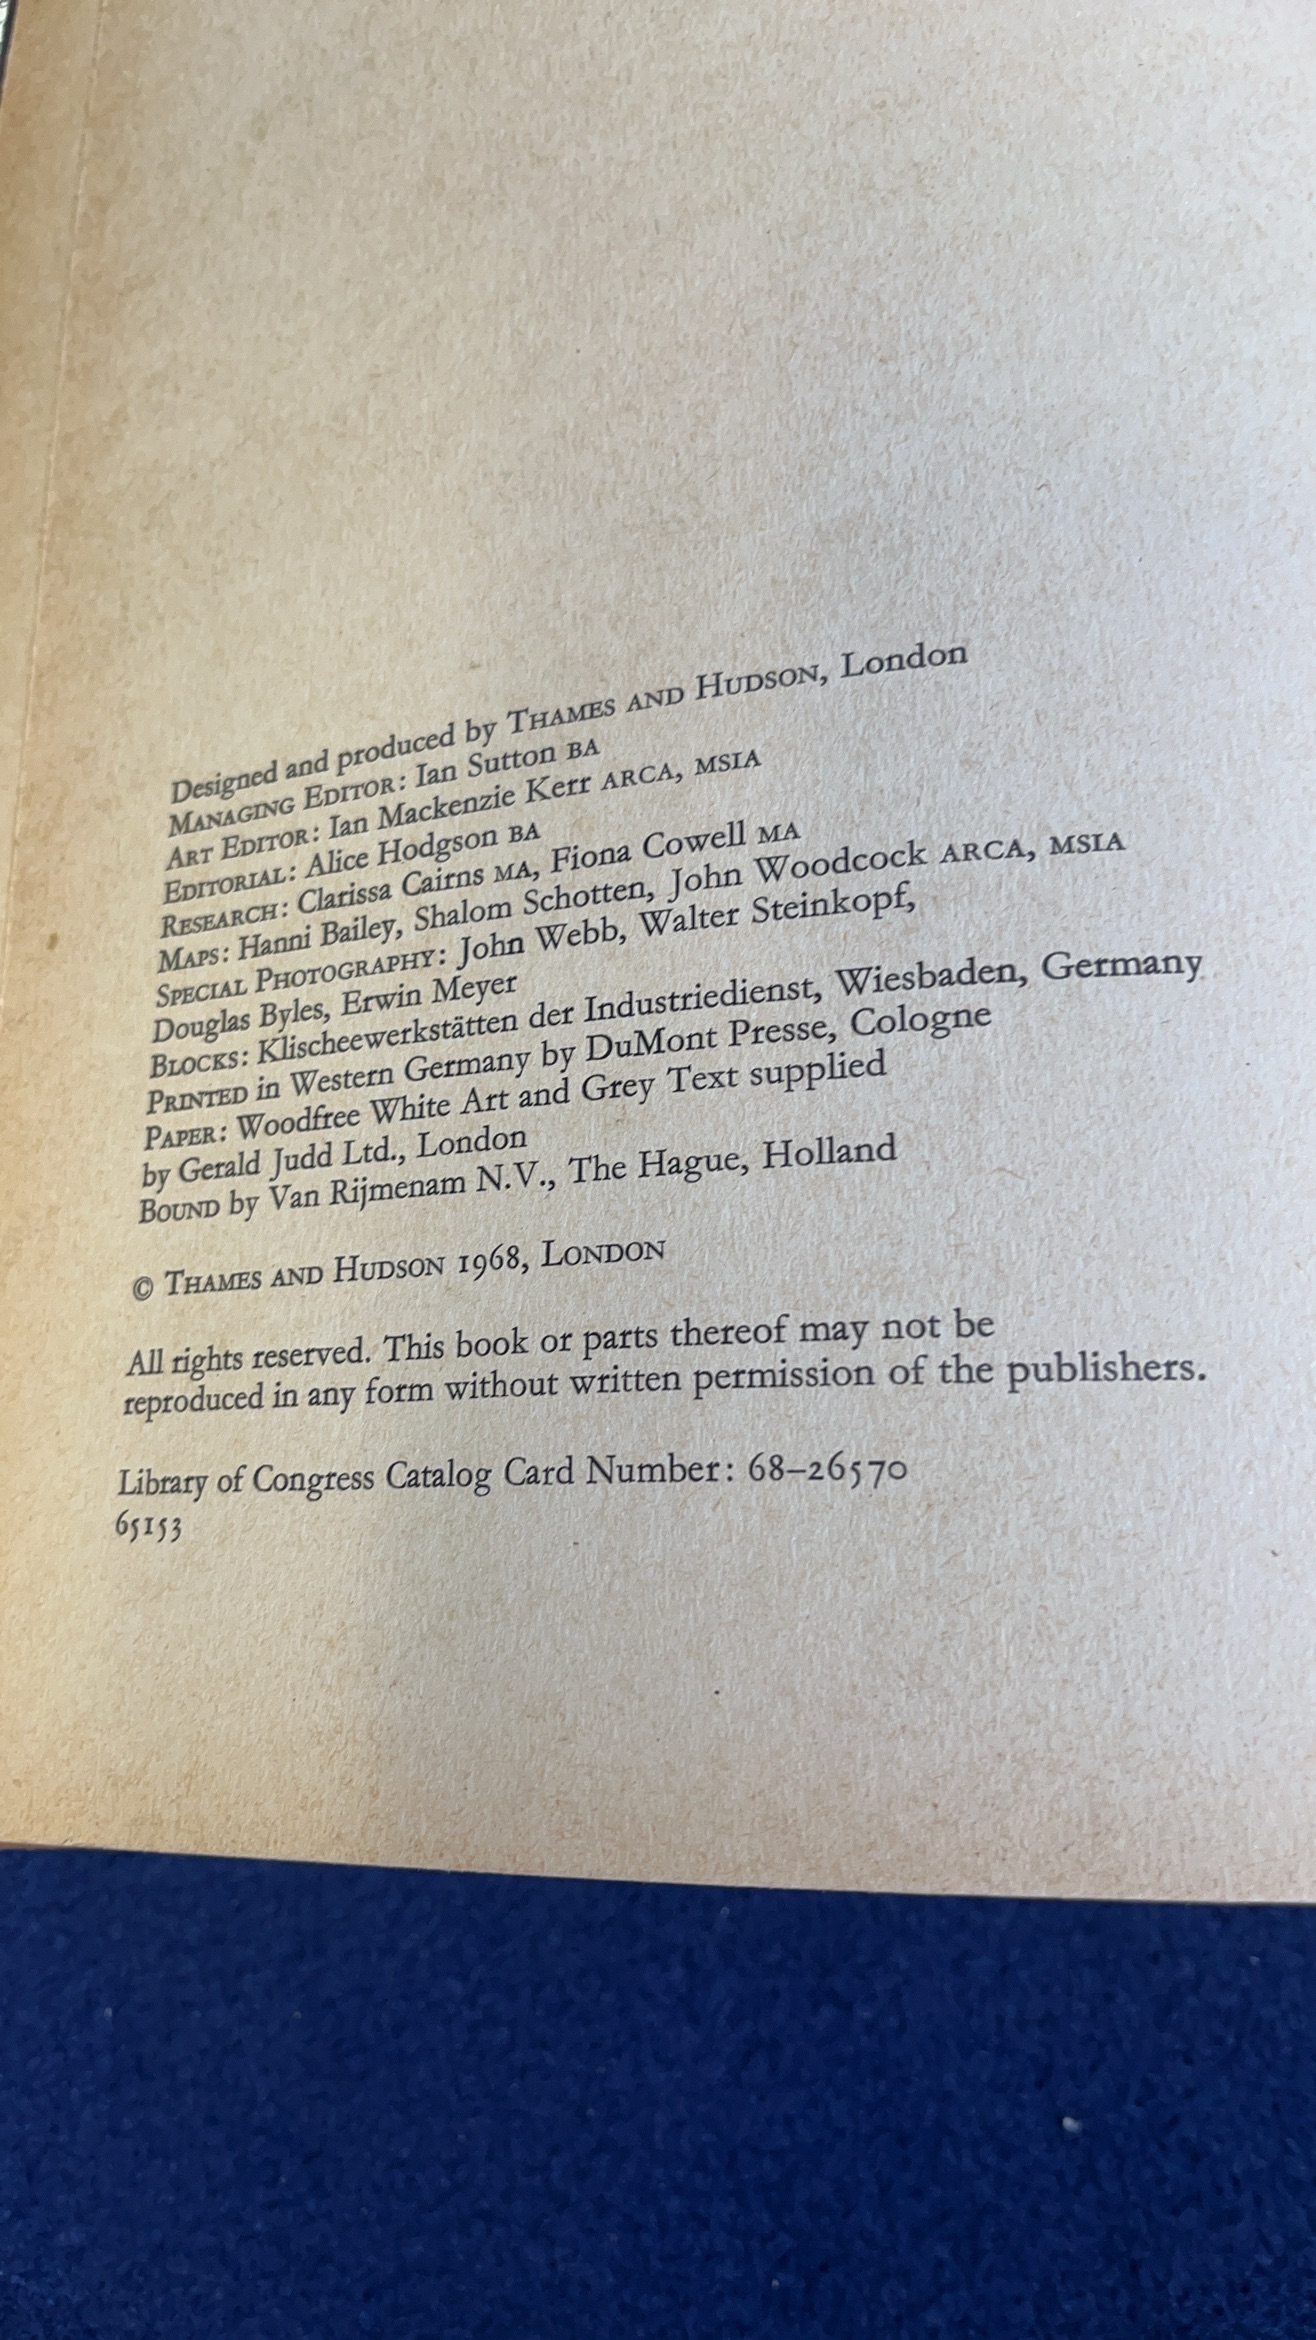 Designed and produced by THAMES AND HUDSON, London
MANAGING EDITOR: Ian Sutton BA
ART EDITOR: Ian Mackenzie Kerr ARCA, MSIA
EDITORIAL: Alice Hodgson BA
RESEARCH: Clarissa Cairns MA, Fiona Cowell MA
MAPS: Hanni Bailey, Shalom Schotten, John Woodcock ARCA, MSIA
SPECIAL PHOTOGRAPHY: John Webb, Walter Steinkopf,
Douglas Byles, Erwin Meyer
BLOCKS: Klischeewerkstätten der Industriedienst, Wiesbaden, Germany
PRINTED in Western Germany by DuMont Presse, Cologne
PAPER: Woodfree White Art and Grey Text supplied
by Gerald Judd Ltd., London
BOUND by Van Rijmenam N.V., The Hague, Holland
© THAMES AND HUDSON 1968, LONDON
All rights reserved. This book or parts thereof may not be
reproduced in any form without written permission of the publishers.
Library of Congress Catalog Card Number: 68–26570
65153